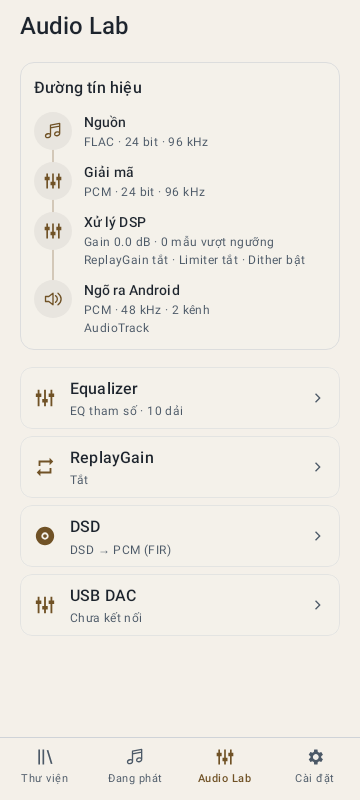 Audio Lab
Đường tín hiệu
Nguồn
FLAC · 24 bit · 96 kHz
Giải mã
PCM · 24 bit · 96 kHz
Xử lý DSP
Gain 0.0 dB · 0 mẫu vượt ngưỡng
ReplayGain tắt · Limiter tắt · Dither bật
Ngõ ra Android
PCM · 48 kHz · 2 kênh
AudioTrack
Equalizer
EQ tham số · 10 dải
ReplayGain
Tắt
DSD
DSD → PCM (FIR)
USB DAC
Chưa kết nối
Thư viện
Đang phát
Audio Lab
Cài đặt